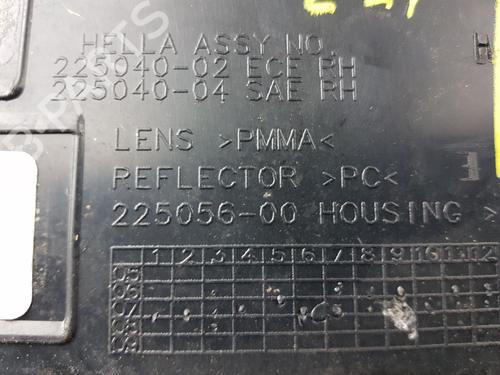 HELLA ASSY NO.
225040-02 ECE RH
225040-04 SAE RH
LENS >PMMA<
REFLECTOR >PC<
225056-00 HOUSING >
1 2 3 4 5 6 7 8 9 10 11 12
05
06
07
08
09